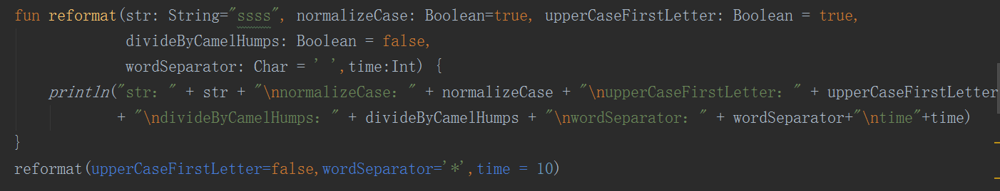 fun reformat(str: String="ssss", normalizeCase: Boolean=true, upperCaseFirstLetter: Boolean = true,
divideByCamelHumps: Boolean = false,
wordSeparator: Char = ' ',time:Int) {
println("str: " + str + "\nnormalizeCase: " + normalizeCase + "\nupperCaseFirstLetter: " + upperCaseFirstLetter
+ "\ndivideByCamelHumps: " + divideByCamelHumps + "\nwordSeparator: " + wordSeparator+"\ntime"+time)
}
reformat(upperCaseFirstLetter=false,wordSeparator='*',time = 10)